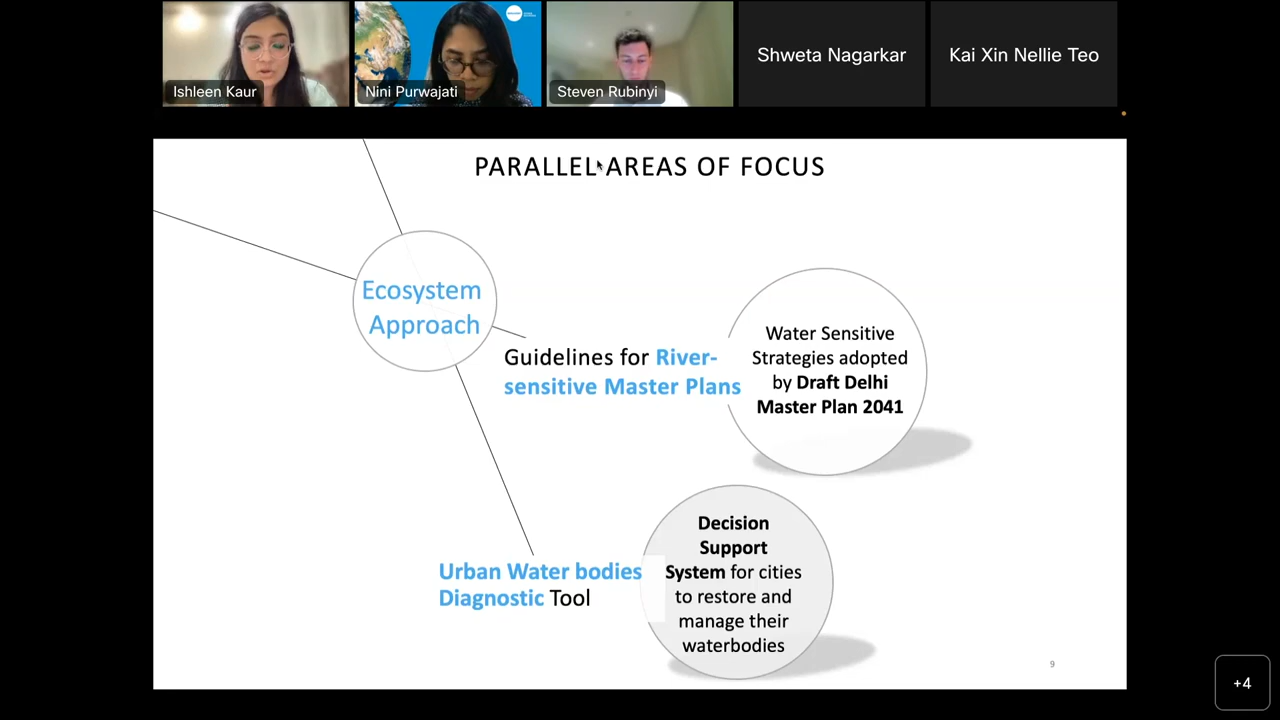 Ishleen Kaur
Nini Purwajati
Steven Rubinyi
Shweta Nagarkar
Kai Xin Nellie Teo
PARALLEL AREAS OF FOCUS
Ecosystem
Approach
Guidelines for River-
sensitive Master Plans
Water Sensitive
Strategies adopted
by Draft Delhi
Master Plan 2041
Urban Water bodies
Diagnostic Tool
Decision
Support
System for cities
to restore and
manage their
waterbodies
9
+4